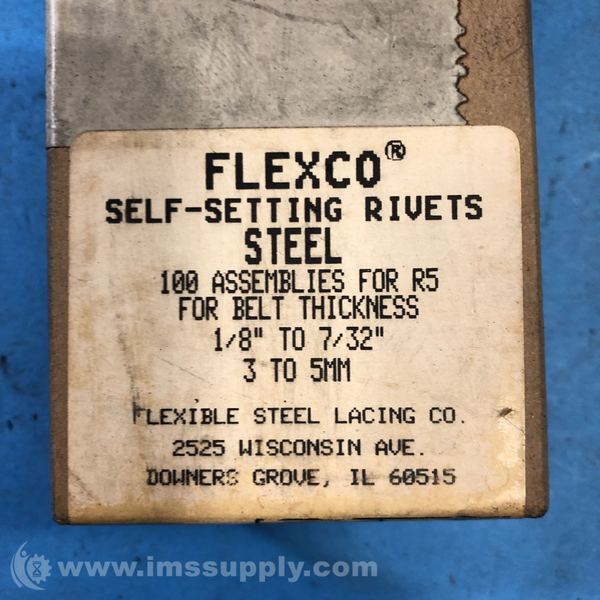 FLEXCO®
SELF-SETTING RIVETS
STEEL
100 ASSEMBLIES FOR R5
FOR BELT THICKNESS
1/8" TO 7/32"
3 TO 5MM
FLEXIBLE STEEL LACING CO.
2525 WISCONSIN AVE.
DOWNERS GROVE, IL 60515
www.imssupply.com